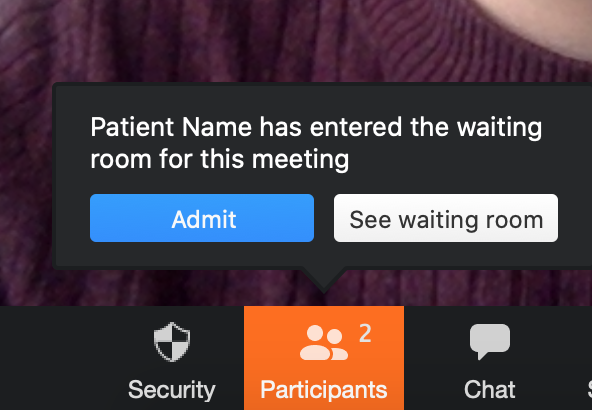 Patient Name has entered the waiting
room for this meeting
Admit
See waiting room
2
Security
Participants
Chat